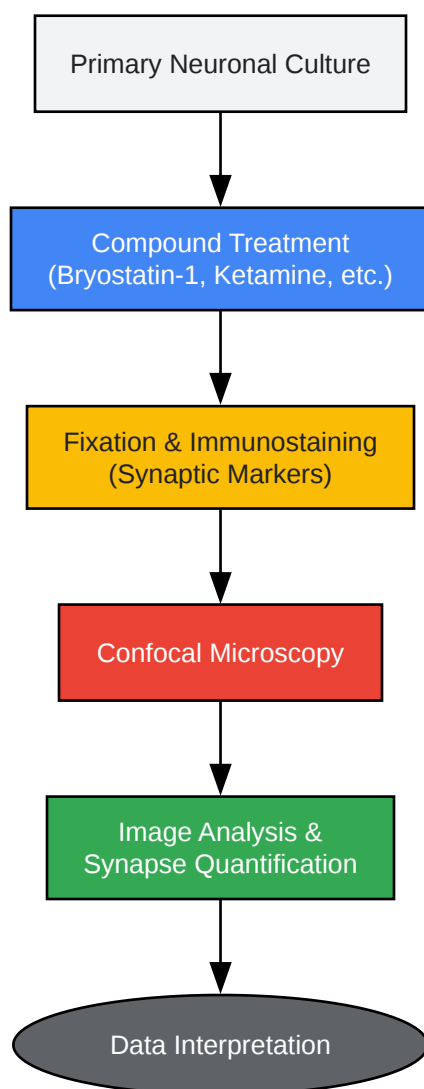 Primary Neuronal Culture
Compound Treatment
(Bryostatin-1, Ketamine, etc.)
Fixation & Immunostaining
(Synaptic Markers)
Confocal Microscopy
Image Analysis &
Synapse Quantification
Data Interpretation